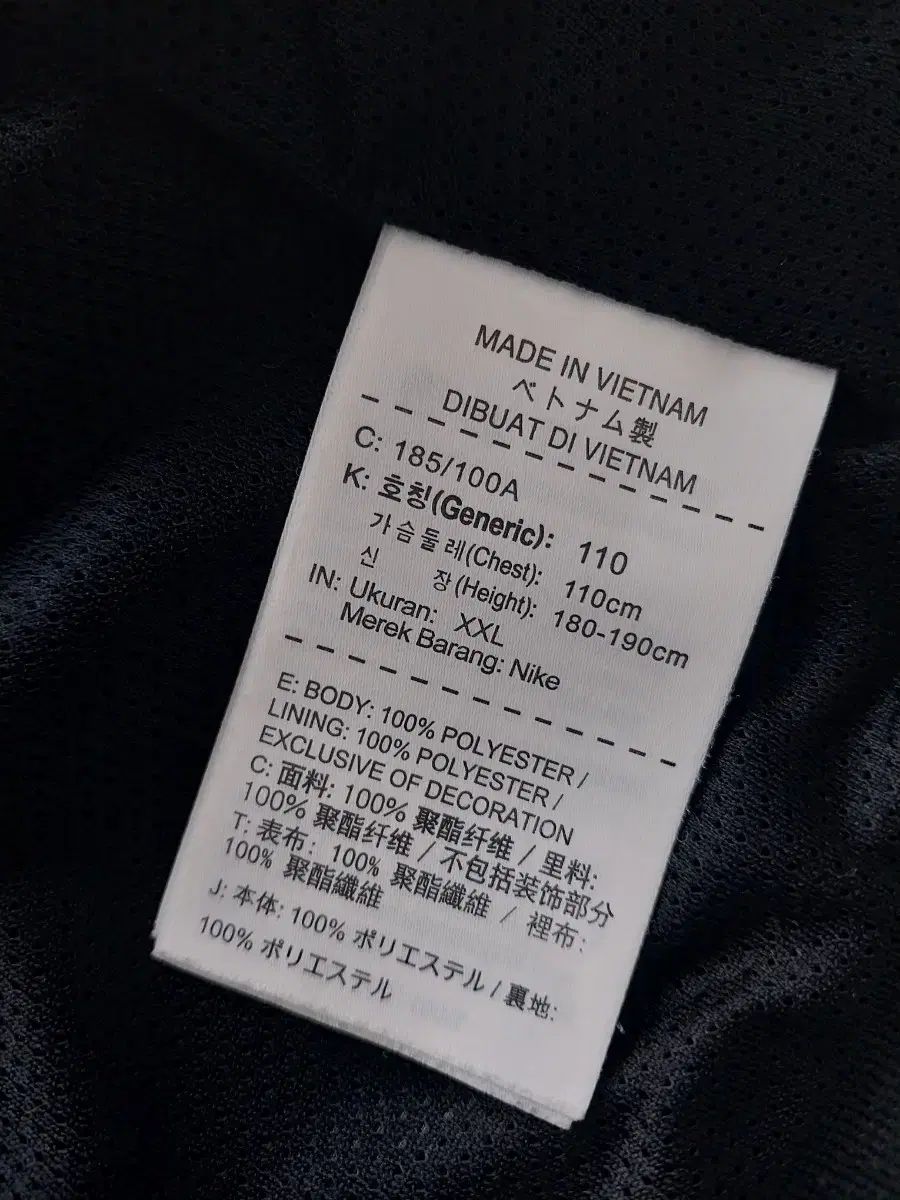 MADE IN VIETNAM
ベトナム製
DIBUAT DI VIETNAM
C: 185/100A
K: 호칭(Generic): 110
가슴둘레(Chest): 110cm
신 장(Height): 180-190cm
IN: Ukuran: XXL
Merek Barang: Nike
E: BODY: 100% POLYESTER /
LINING: 100% POLYESTER /
EXCLUSIVE OF DECORATION
C: 面料: 100% 聚酯纤维 / 里料:
100% 聚酯纤维 / 不包括装饰部分
T: 表布: 100% 聚酯纖維 / 裡布:
100% 聚酯纖維
J: 本体: 100% ポリエステル / 裏地:
100% ポリエステル